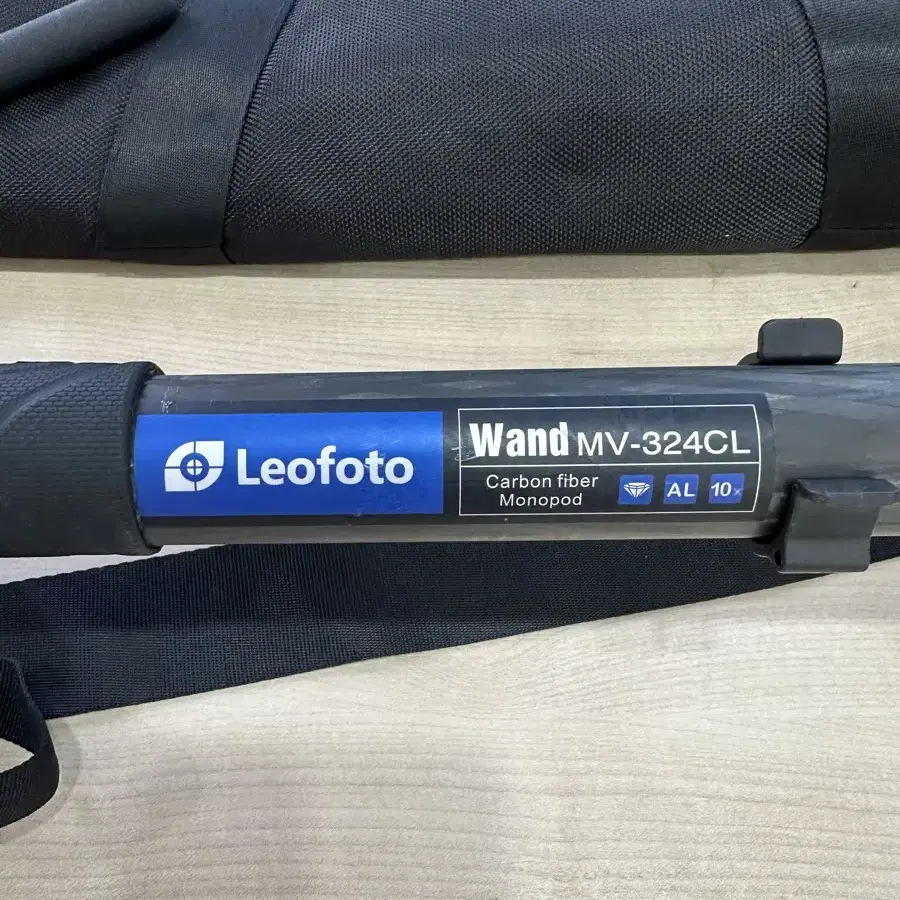 Leofoto
Wand MV-324CL
Carbon fiber
Monopod
AL
10x